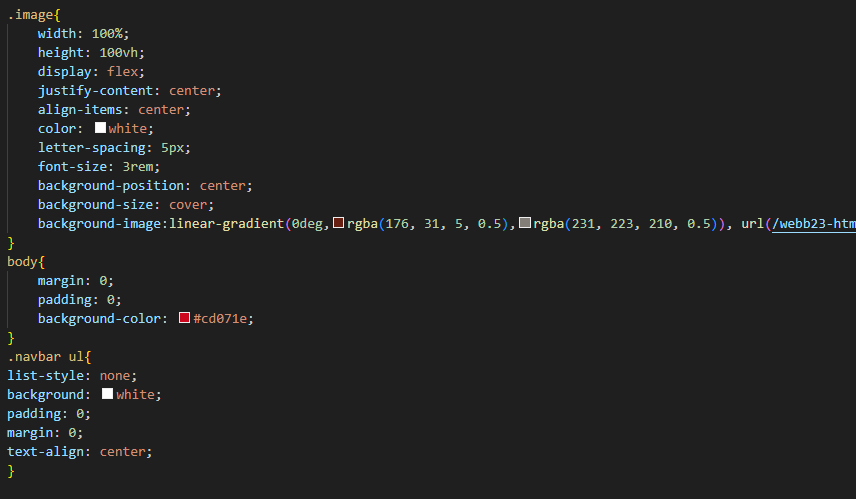 .image{
    width: 100%;
    height: 100vh;
    display: flex;
    justify-content: center;
    align-items: center;
    color: white;
    letter-spacing: 5px;
    font-size: 3rem;
    background-position: center;
    background-size: cover;
    background-image:linear-gradient(0deg,rgba(176, 31, 5, 0.5),rgba(231, 223, 210, 0.5)), url(/webb23-htm
}
body{
    margin: 0;
    padding: 0;
    background-color: #cd071e;
}
.navbar ul{
list-style: none;
background: white;
padding: 0;
margin: 0;
text-align: center;
}